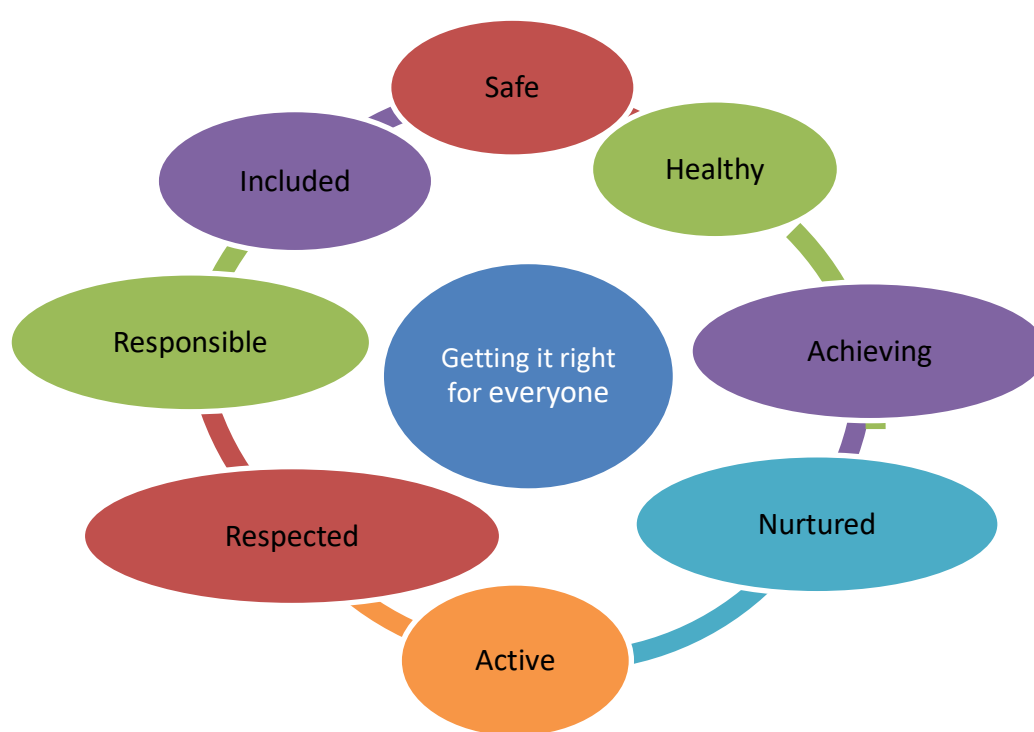 Safe
Healthy
Included
Responsible
Getting it right
for everyone
Achieving
Nurtured
Respected
Active